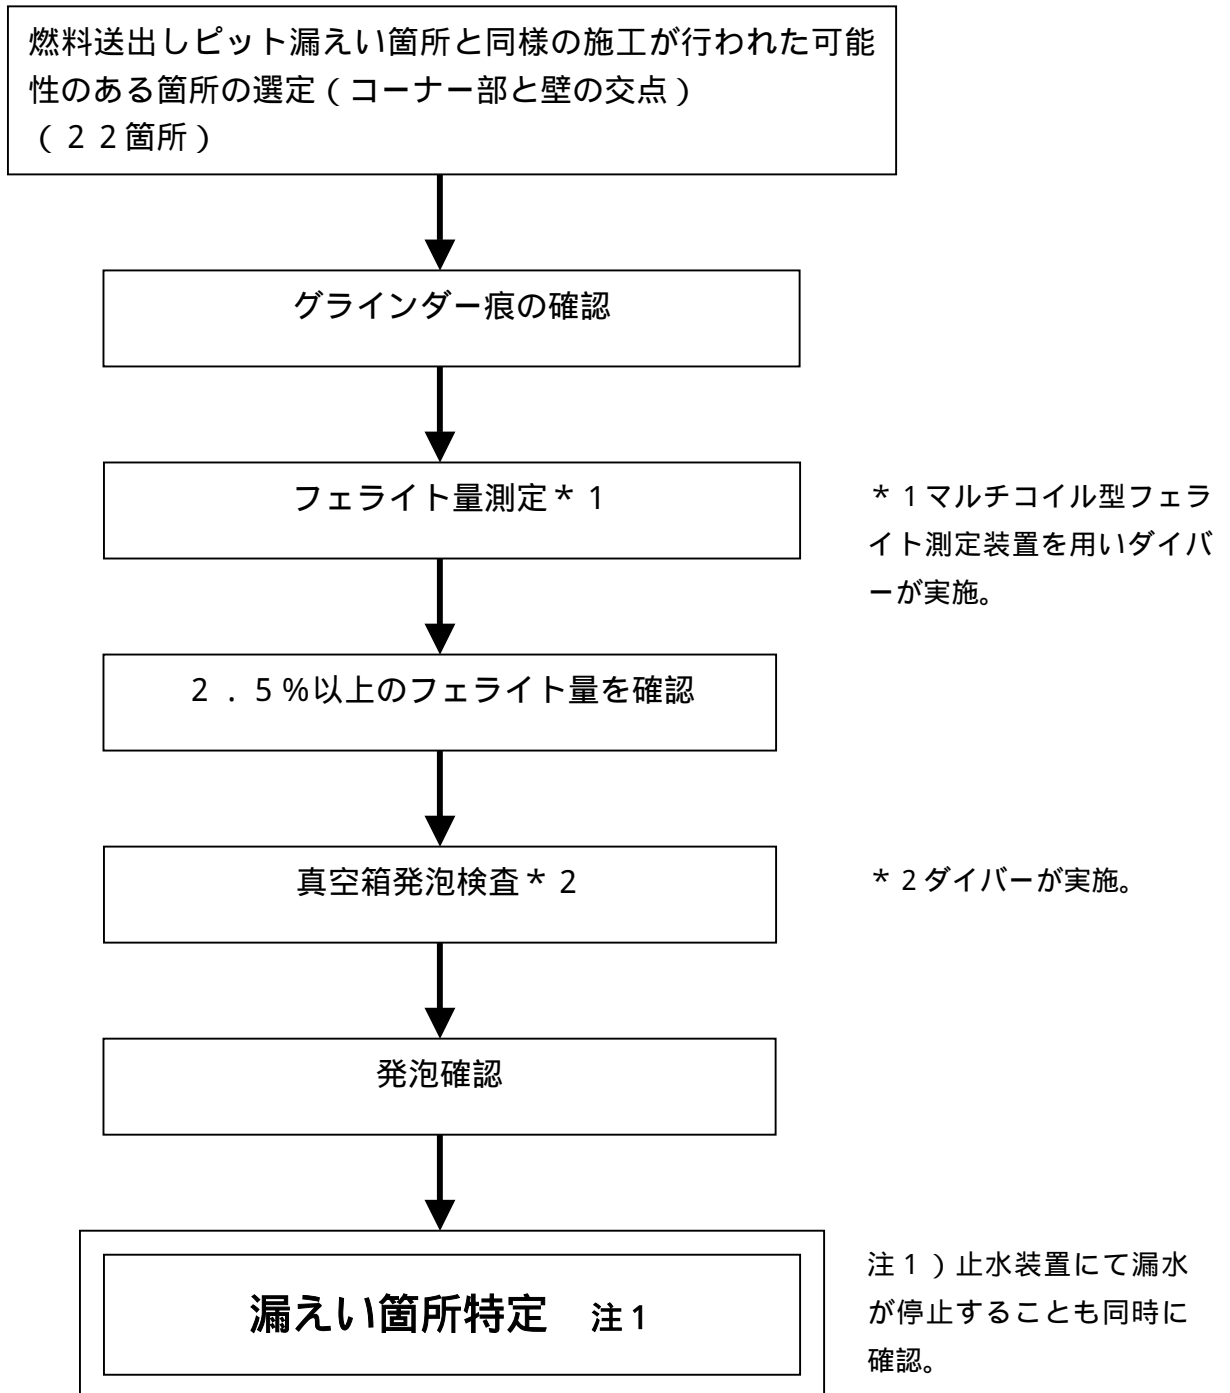 燃料送出しピット漏えい箇所と同様の施工が行われた可能
性のある箇所の選定（コーナー部と壁の交点）
（２２箇所）
グラインダー痕の確認
フェライト量測定＊１
＊１マルチコイル型フェラ
イト測定装置を用いダイバ
ーが実施。
２．５％以上のフェライト量を確認
真空箱発泡検査＊２
＊２ダイバーが実施。
発泡確認
漏えい箇所特定　注１
注１）止水装置にて漏水
が停止することも同時に
確認。